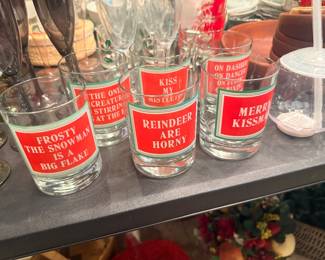 FROSTY
THE SNOWMAN
IS A
BIG FLAKE
THE ONLY
CREATURE
STIRRING
AT THE
KISS
MY
MISTLETOE
REINDEER
ARE
HORNY
ON DASHER
ON DANCER
MERRY
KISSMAS